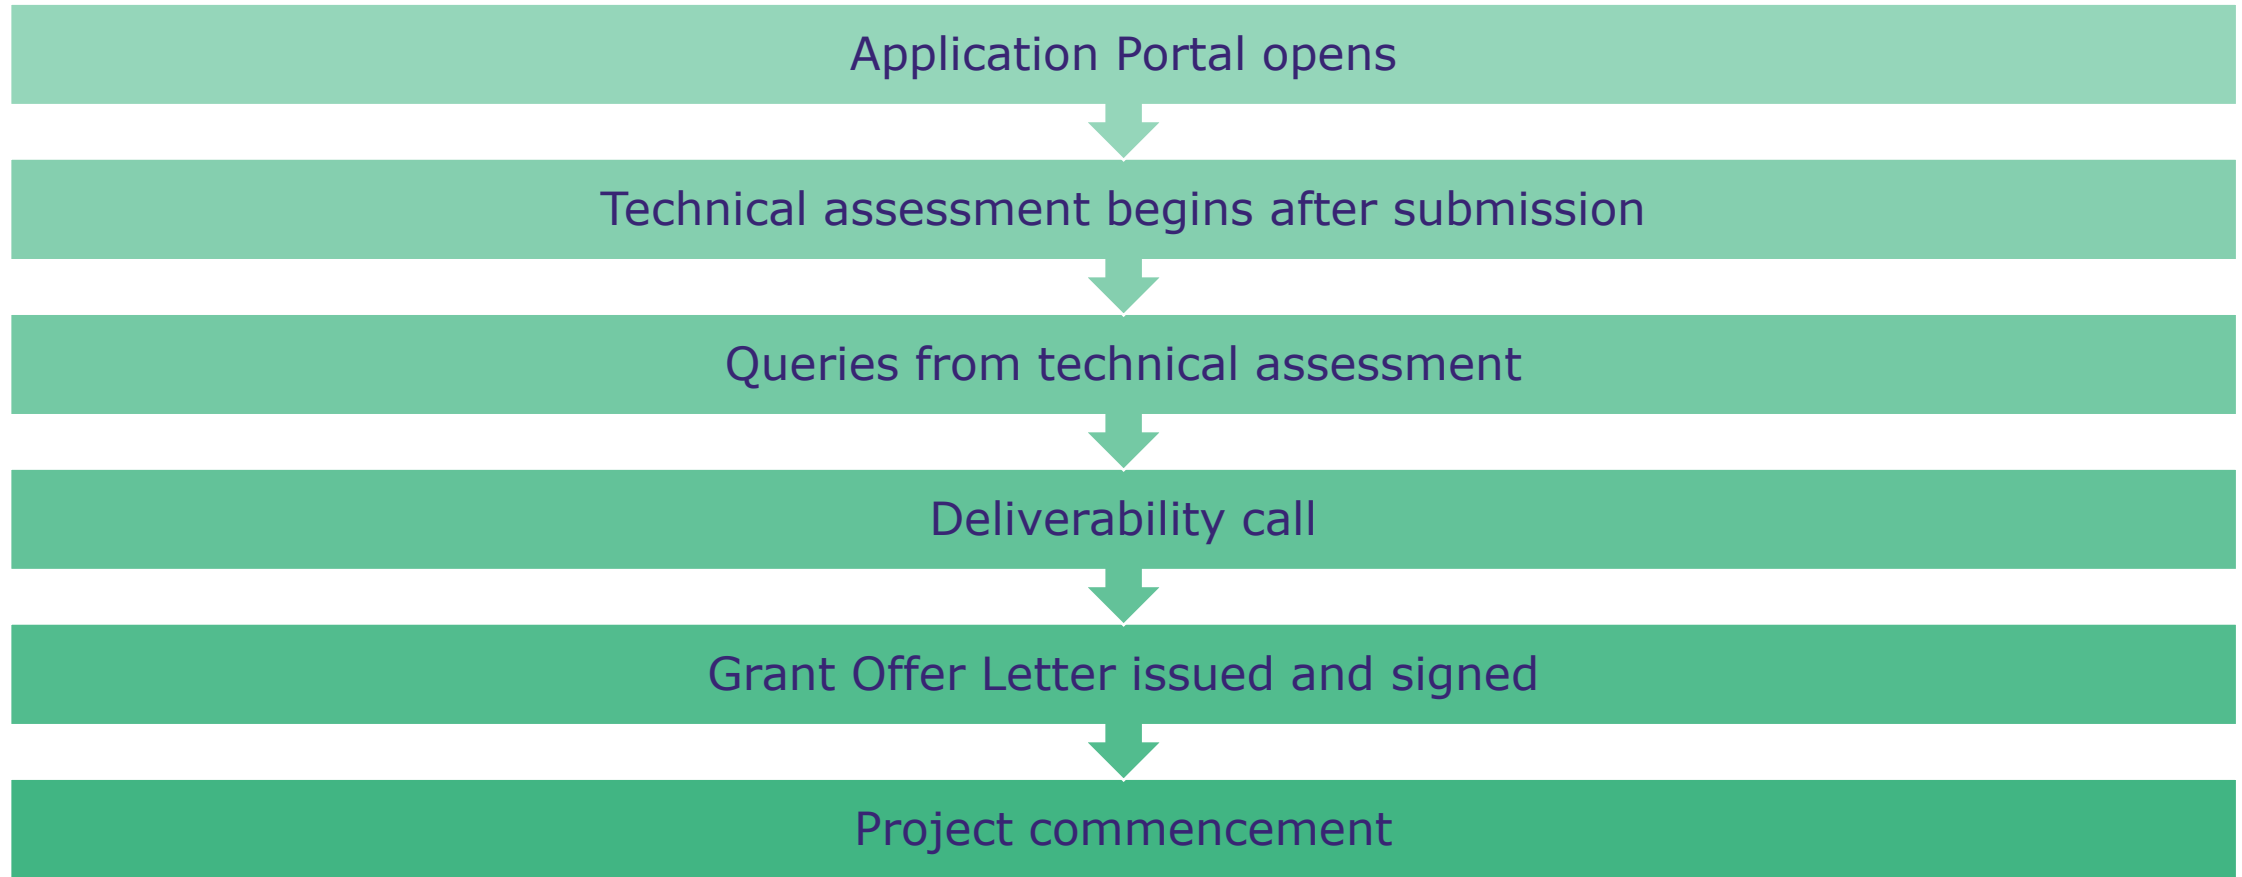 Application Portal opens
Technical assessment begins after submission
Queries from technical assessment
Deliverability call
Grant Offer Letter issued and signed
Project commencement